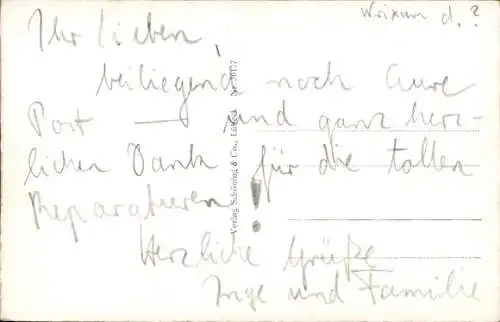 Wrixum d. ?
Ihr Lieben,
beiliegend noch Eure
Post — und ganz herz-
lichen Dank für die tollen
Reparaturen!
Herzliche Grüße
Inge und Familie
Verlag Schöning & Co., Lübeck